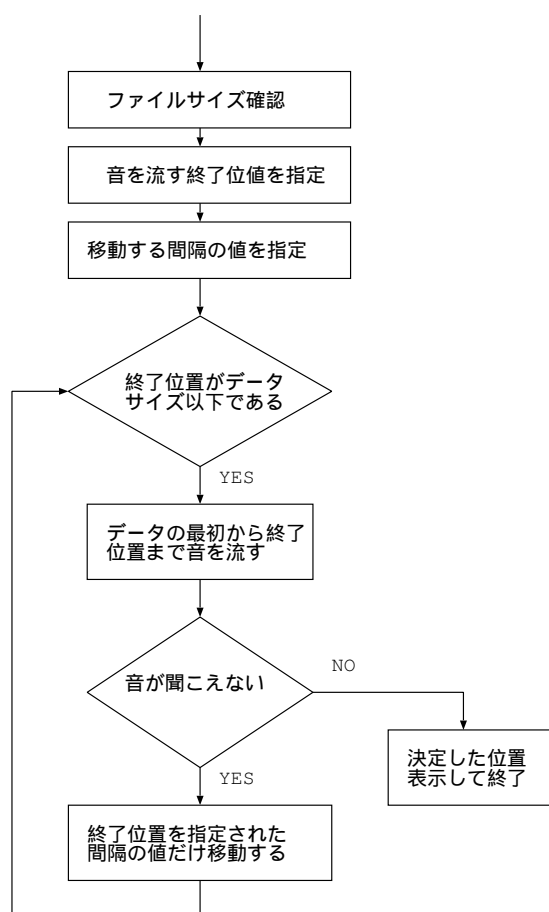 ファイルサイズ確認
音を流す終了位値を指定
移動する間隔の値を指定
終了位置がデータ
サイズ以下である
YES
データの最初から終了
位置まで音を流す
音が聞こえない
NO
決定した位置
表示して終了
YES
終了位置を指定された
間隔の値だけ移動する